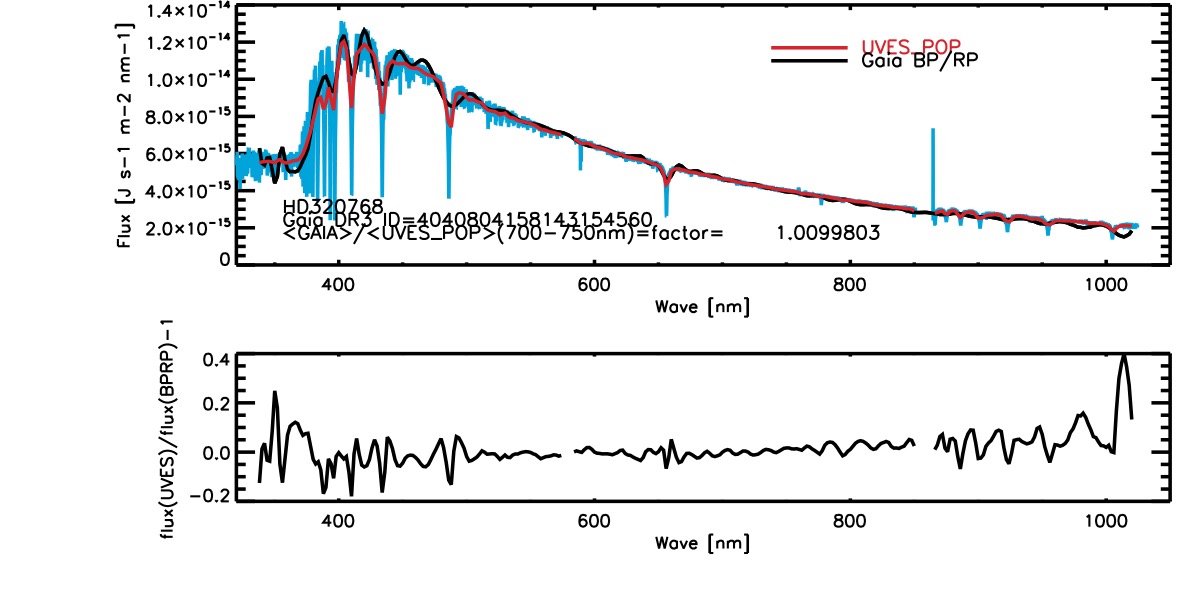 1.4×10⁻¹⁴
1.2×10⁻¹⁴
1.0×10⁻¹⁴
8.0×10⁻¹⁵
6.0×10⁻¹⁵
4.0×10⁻¹⁵
2.0×10⁻¹⁵
0
Flux [J s−1 m−2 nm−1]
UVES_POP
Gaia BP/RP
HD320768
Gaia DR3 ID=4040804158143154560
<GAIA>/<UVES_POP>(700−750nm)=factor= 1.0099803
400 600 800 1000
Wave [nm]
flux(UVES)/flux(BPRP)−1
0.4
0.2
0.0
−0.2
400 600 800 1000
Wave [nm]